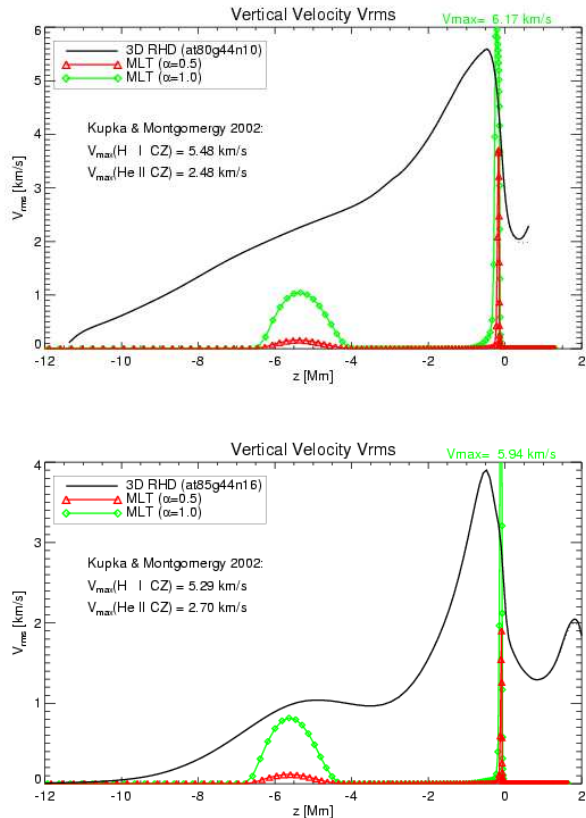 Vertical Velocity Vrms
Vmax= 6.17 km/s
3D RHD (at80g44n10)
MLT (α=0.5)
MLT (α=1.0)
Kupka & Montgomergy 2002:
Vmax(H I CZ) = 5.48 km/s
Vmax(He II CZ) = 2.48 km/s
Vrms [km/s]
6
5
4
3
2
1
0
-12 -10 -8 -6 -4 -2 0 2
z [Mm]
Vertical Velocity Vrms
Vmax= 5.94 km/s
3D RHD (at85g44n16)
MLT (α=0.5)
MLT (α=1.0)
Kupka & Montgomergy 2002:
Vmax(H I CZ) = 5.29 km/s
Vmax(He II CZ) = 2.70 km/s
Vrms [km/s]
4
3
2
1
0
-12 -10 -8 -6 -4 -2 0 2
z [Mm]